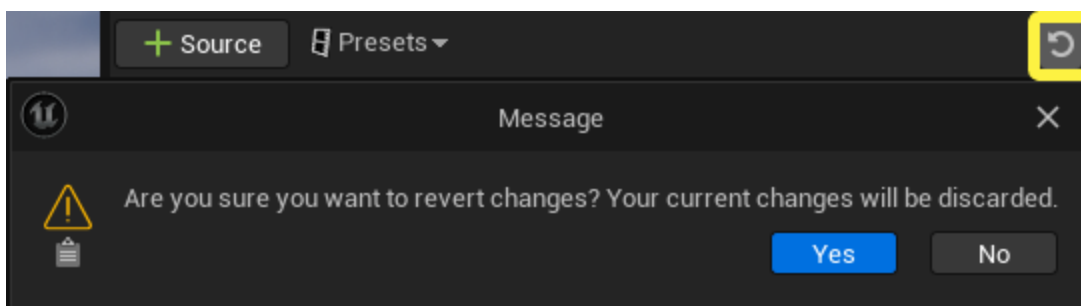 + Source Presets
Message
Are you sure you want to revert changes? Your current changes will be discarded.
Yes No